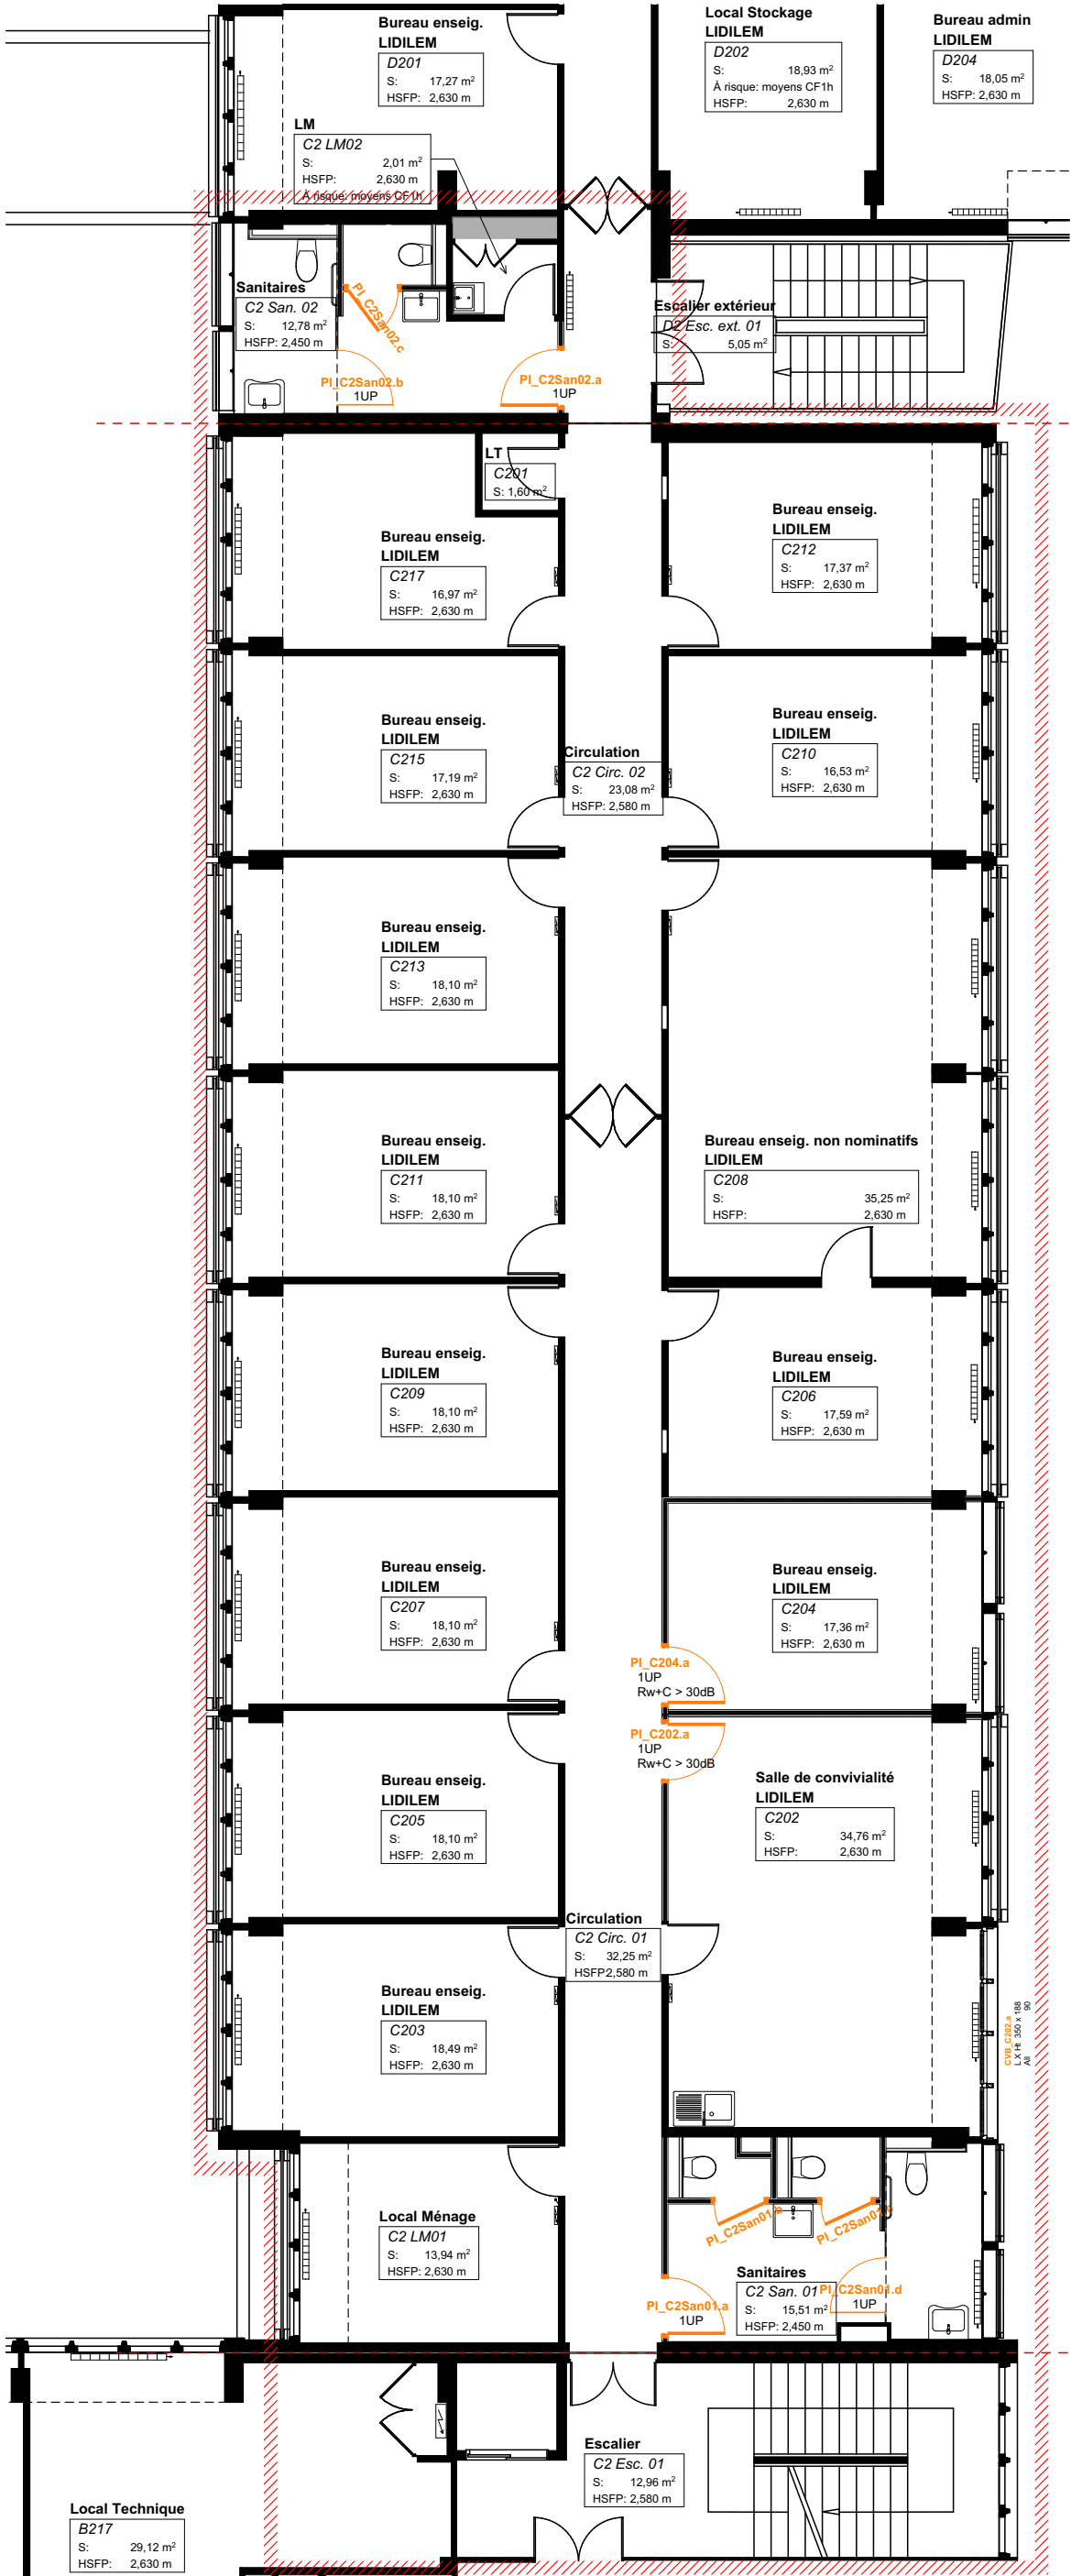 Bureau enseig.
LIDILEM
D201
S: 17,27 m²
HSFP: 2,630 m
Local Stockage
LIDILEM
D202
S: 18,93 m²
À risque: moyens CF1h
HSFP: 2,630 m
Bureau admin
LIDILEM
D204
S: 18,05 m²
HSFP: 2,630 m
LM
C2 LM02
S: 2,01 m²
HSFP: 2,630 m
À risque: moyens CF1h
Sanitaires
C2 San. 02
S: 12,78 m²
HSFP: 2,450 m
PI_C2San02.c
PI_C2San02.b
1UP
PI_C2San02.a
1UP
Escalier extérieur
D2 Esc. ext. 01
S: 5,05 m²
LT
C201
S: 1,60 m²
Bureau enseig.
LIDILEM
C217
S: 16,97 m²
HSFP: 2,630 m
Bureau enseig.
LIDILEM
C212
S: 17,37 m²
HSFP: 2,630 m
Bureau enseig.
LIDILEM
C215
S: 17,19 m²
HSFP: 2,630 m
Circulation
C2 Circ. 02
S: 23,08 m²
HSFP: 2,580 m
Bureau enseig.
LIDILEM
C210
S: 16,53 m²
HSFP: 2,630 m
Bureau enseig.
LIDILEM
C213
S: 18,10 m²
HSFP: 2,630 m
Bureau enseig.
LIDILEM
C211
S: 18,10 m²
HSFP: 2,630 m
Bureau enseig. non nominatifs
LIDILEM
C208
S: 35,25 m²
HSFP: 2,630 m
Bureau enseig.
LIDILEM
C209
S: 18,10 m²
HSFP: 2,630 m
Bureau enseig.
LIDILEM
C206
S: 17,59 m²
HSFP: 2,630 m
Bureau enseig.
LIDILEM
C207
S: 18,10 m²
HSFP: 2,630 m
Bureau enseig.
LIDILEM
C204
S: 17,36 m²
HSFP: 2,630 m
PI_C204.a
1UP
Rw+C > 30dB
PI_C202.a
1UP
Rw+C > 30dB
Bureau enseig.
LIDILEM
C205
S: 18,10 m²
HSFP: 2,630 m
Salle de convivialité
LIDILEM
C202
S: 34,76 m²
HSFP: 2,630 m
Circulation
C2 Circ. 01
S: 32,25 m²
HSFP2,580 m
Bureau enseig.
LIDILEM
C203
S: 18,49 m²
HSFP: 2,630 m
CVB_C202.a
L X Ht 350 x 188
All 90
Local Ménage
C2 LM01
S: 13,94 m²
HSFP: 2,630 m
PI_C2San01.a
1UP
Sanitaires
C2 San. 01
S: 15,51 m²
HSFP: 2,450 m
PI_C2San01.d
1UP
Escalier
C2 Esc. 01
S: 12,96 m²
HSFP: 2,580 m
Local Technique
B217
S: 29,12 m²
HSFP: 2,630 m